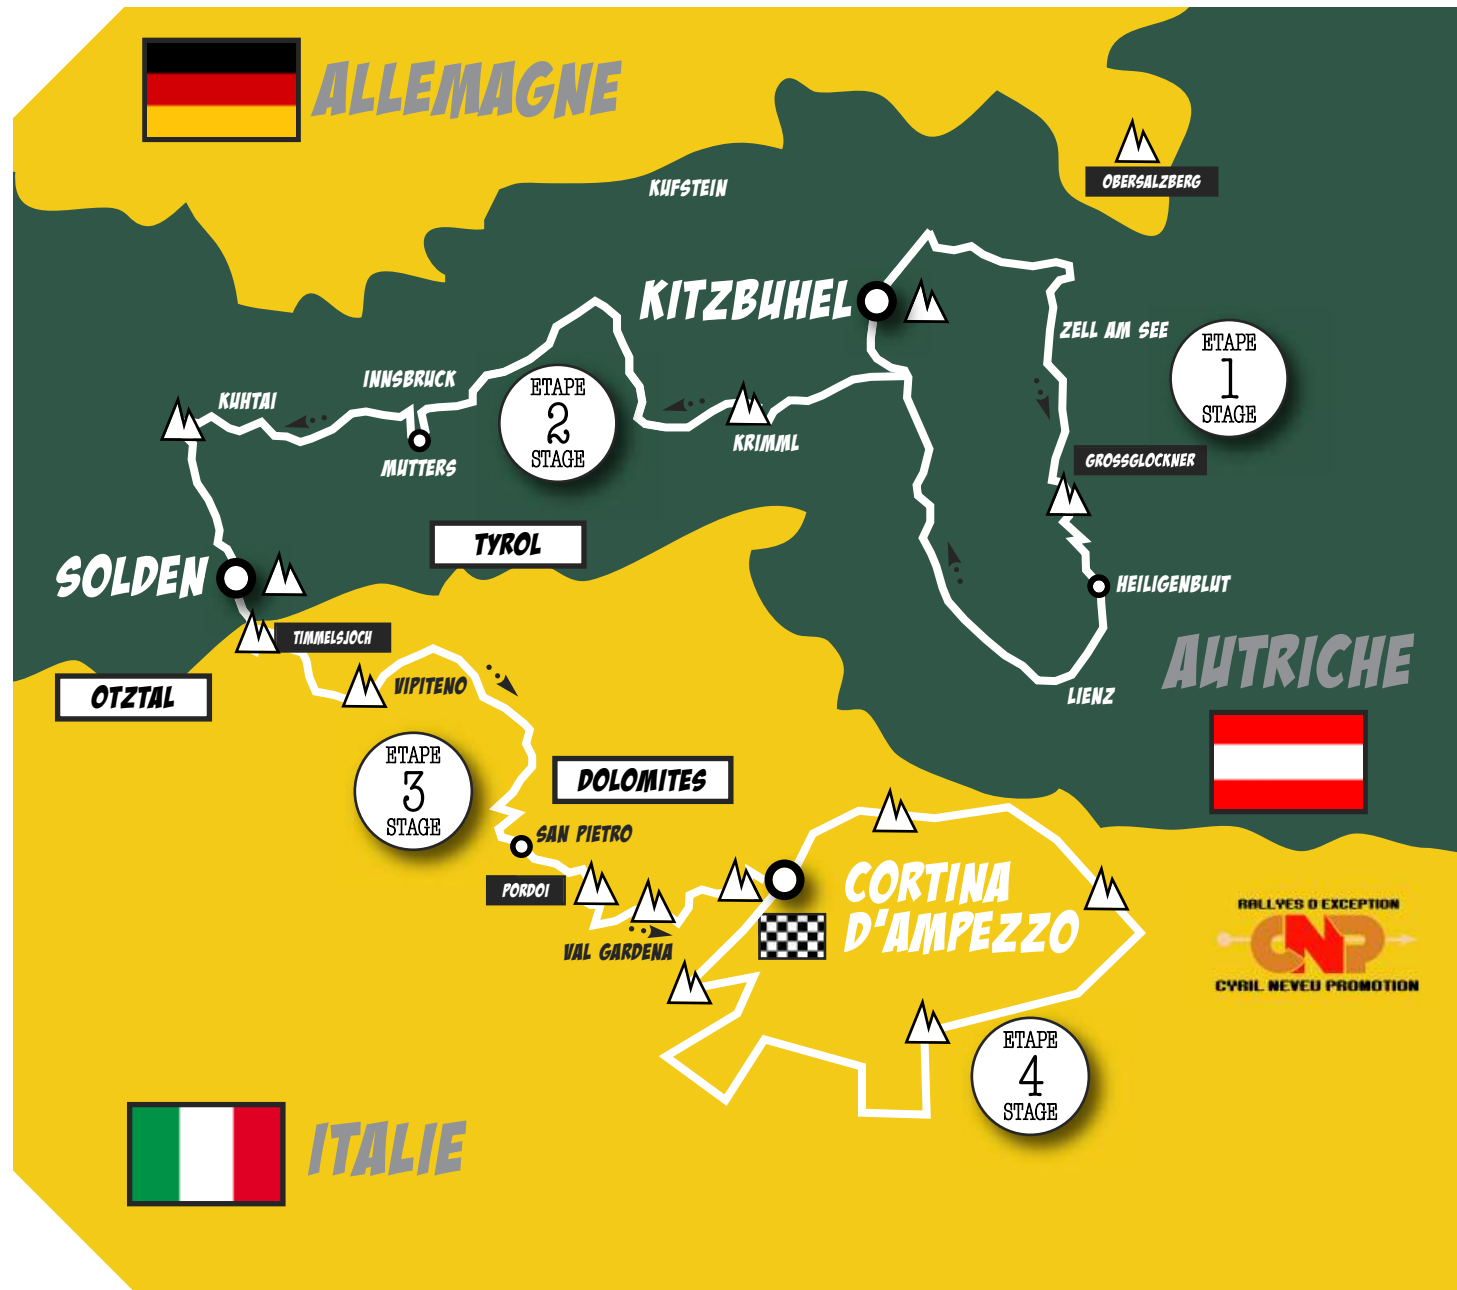 ALLEMAGNE
OBERSALZBERG
KUFSTEIN
KITZBUHEL
ZELL AM SEE
ETAPE
1
STAGE
INNSBRUCK
KUHTAI
ETAPE
2
STAGE
KRIMML
MUTTERS
GROSSGLOCKNER
TYROL
SOLDEN
HEILIGENBLUT
TIMMELSJOCH
AUTRICHE
OTZTAL
VIPITENO
LIENZ
ETAPE
3
STAGE
DOLOMITES
SAN PIETRO
PORDOI
CORTINA
D'AMPEZZO
VAL GARDENA
RALLYES D EXCEPTION
CNP
CYRIL NEVEU PROMOTION
ETAPE
4
STAGE
ITALIE